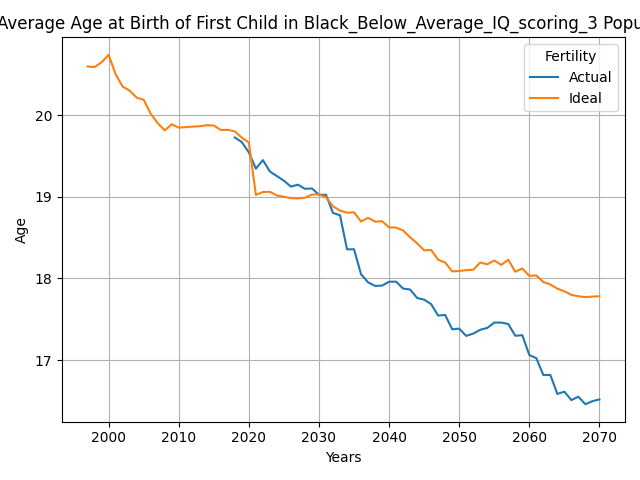 Average Age at Birth of First Child in Black_Below_Average_IQ_scoring_3 Popu
Fertility
Actual
Ideal
20
19
18
17
Age
2000 2010 2020 2030 2040 2050 2060 2070
Years